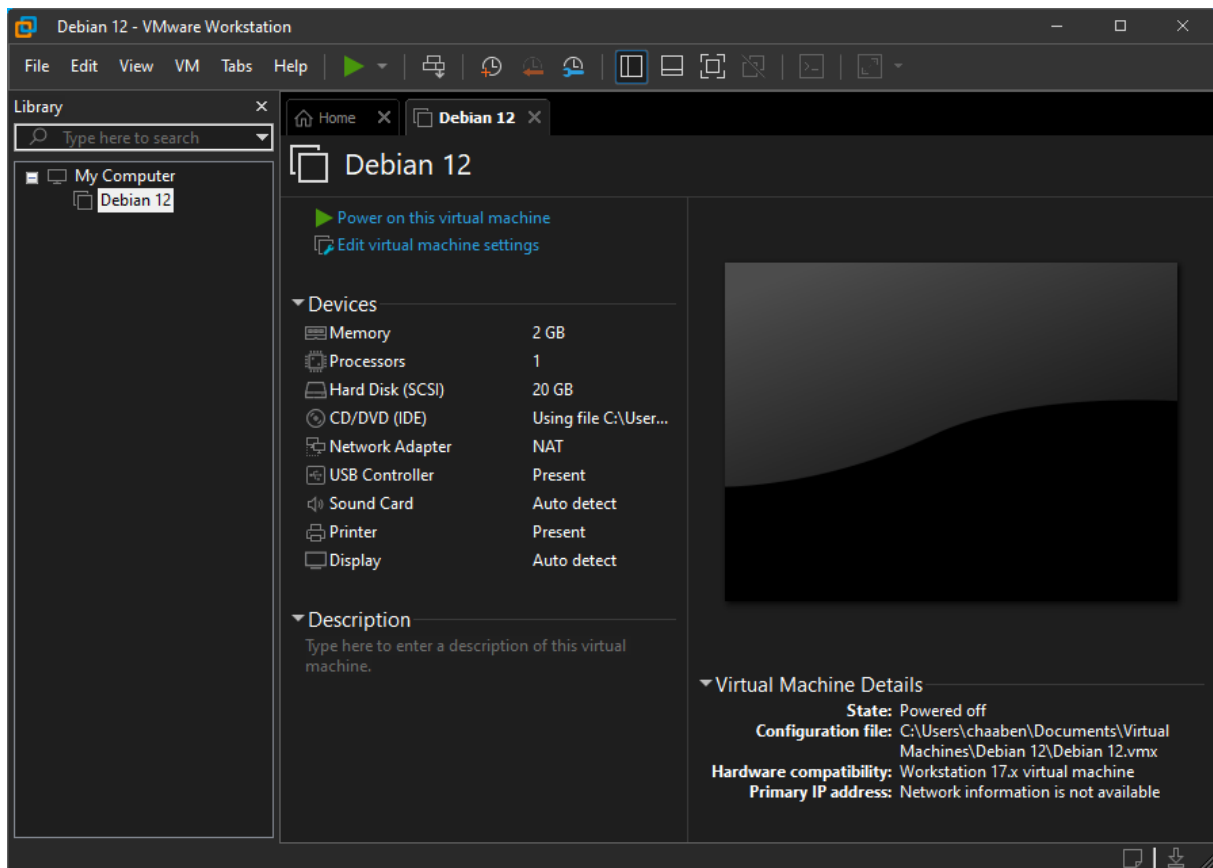 Debian 12 - VMware Workstation
File Edit View VM Tabs Help
Library
Type here to search
My Computer
Debian 12
Home
Debian 12
Debian 12
Power on this virtual machine
Edit virtual machine settings
Devices
Memory 2 GB
Processors 1
Hard Disk (SCSI) 20 GB
CD/DVD (IDE) Using file C:\User...
Network Adapter NAT
USB Controller Present
Sound Card Auto detect
Printer Present
Display Auto detect
Description
Type here to enter a description of this virtual
machine.
Virtual Machine Details
State: Powered off
Configuration file: C:\Users\chaaben\Documents\Virtual
Machines\Debian 12\Debian 12.vmx
Hardware compatibility: Workstation 17.x virtual machine
Primary IP address: Network information is not available